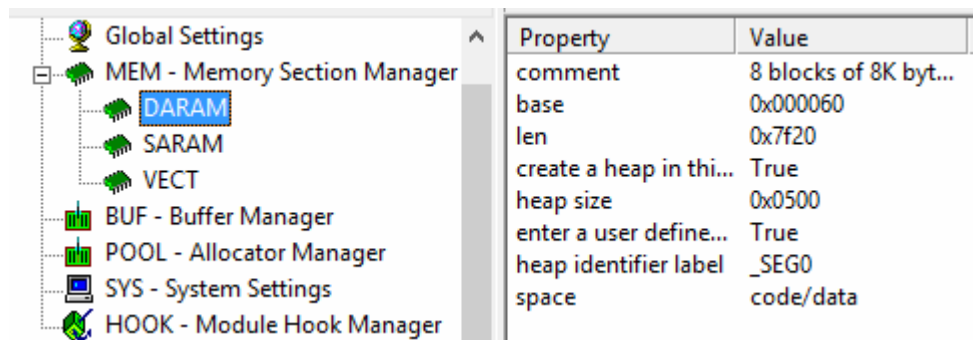 Global Settings
MEM - Memory Section Manager
DARAM
SARAM
VECT
BUF - Buffer Manager
POOL - Allocator Manager
SYS - System Settings
HOOK - Module Hook Manager
Property Value
comment 8 blocks of 8K byt...
base 0x000060
len 0x7f20
create a heap in thi... True
heap size 0x0500
enter a user define... True
heap identifier label _SEG0
space code/data